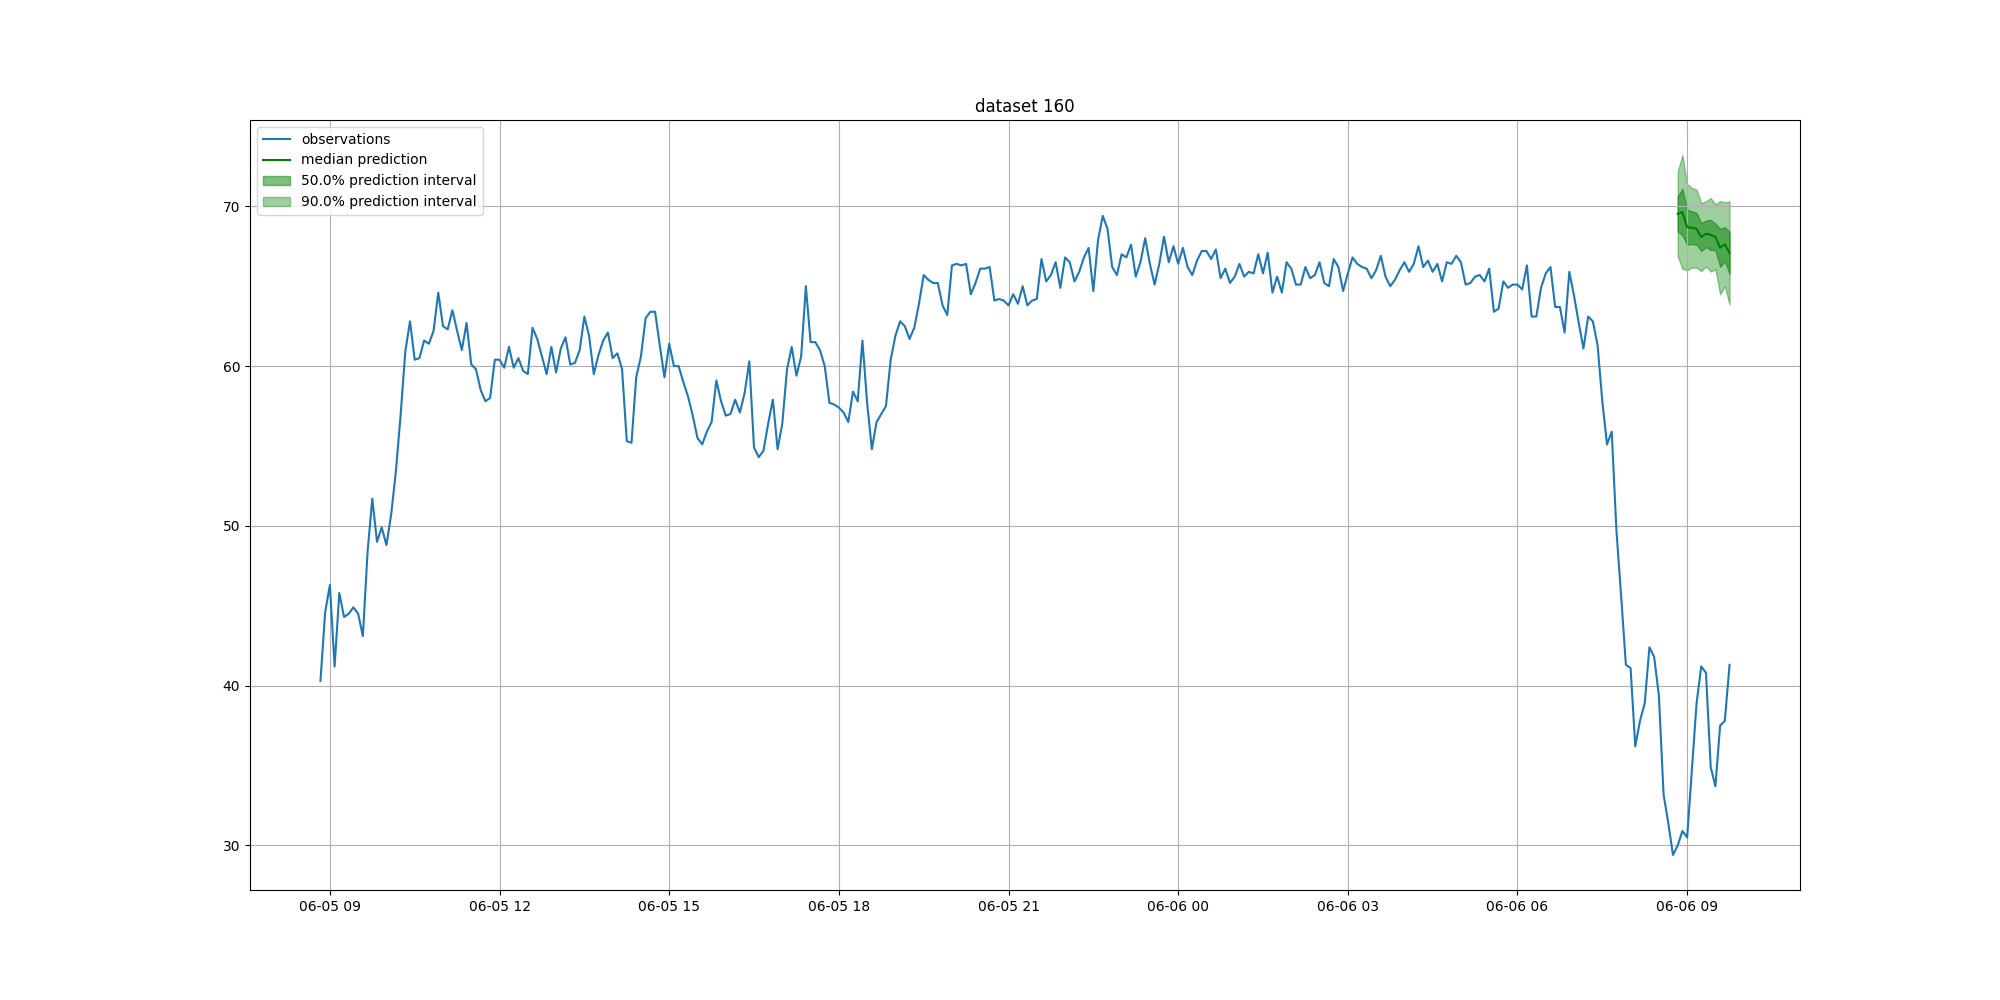 dataset 160
observations
median prediction
50.0% prediction interval
90.0% prediction interval
70
60
50
40
30
06-05 09
06-05 12
06-05 15
06-05 18
06-05 21
06-06 00
06-06 03
06-06 06
06-06 09